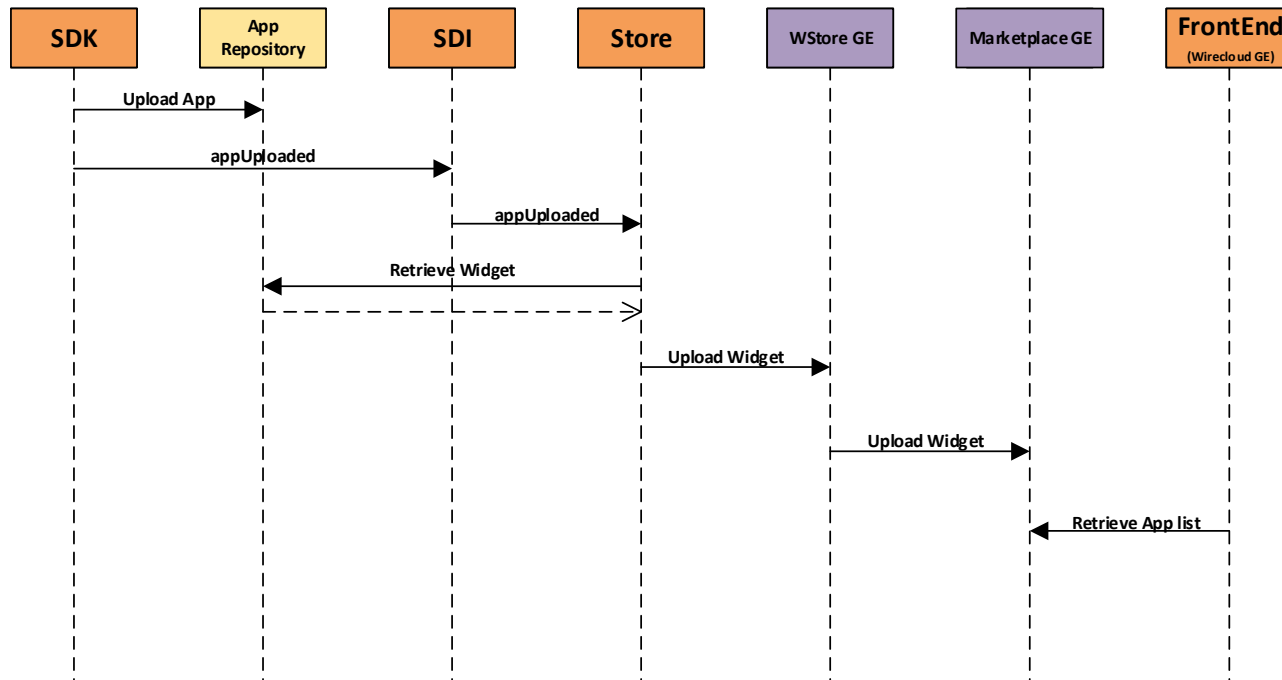 SDK
App
Repository
SDI
Store
WStore GE
Marketplace GE
FrontEnd
(Wirecloud GE)
Upload App
appUploaded
appUploaded
Retrieve Widget
Upload Widget
Upload Widget
Retrieve App list